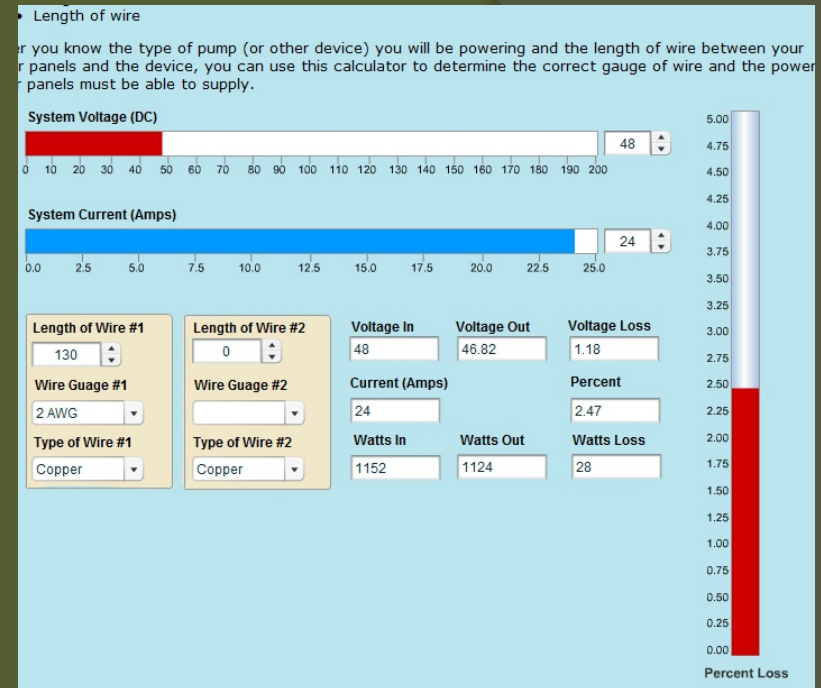 • Length of wire
r you know the type of pump (or other device) you will be powering and the length of wire between your
r panels and the device, you can use this calculator to determine the correct gauge of wire and the power
r panels must be able to supply.
System Voltage (DC)
48
0 10 20 30 40 50 60 70 80 90 100 110 120 130 140 150 160 170 180 190 200
System Current (Amps)
24
0.0 2.5 5.0 7.5 10.0 12.5 15.0 17.5 20.0 22.5 25.0
Length of Wire #1
130
Wire Guage #1
2 AWG
Type of Wire #1
Copper
Length of Wire #2
0
Wire Guage #2
Type of Wire #2
Copper
Voltage In Voltage Out Voltage Loss
48 46.82 1.18
Current (Amps) Percent
24 2.47
Watts In Watts Out Watts Loss
1152 1124 28
5.00
4.75
4.50
4.25
4.00
3.75
3.50
3.25
3.00
2.75
2.50
2.25
2.00
1.75
1.50
1.25
1.00
0.75
0.50
0.25
0.00
Percent Loss